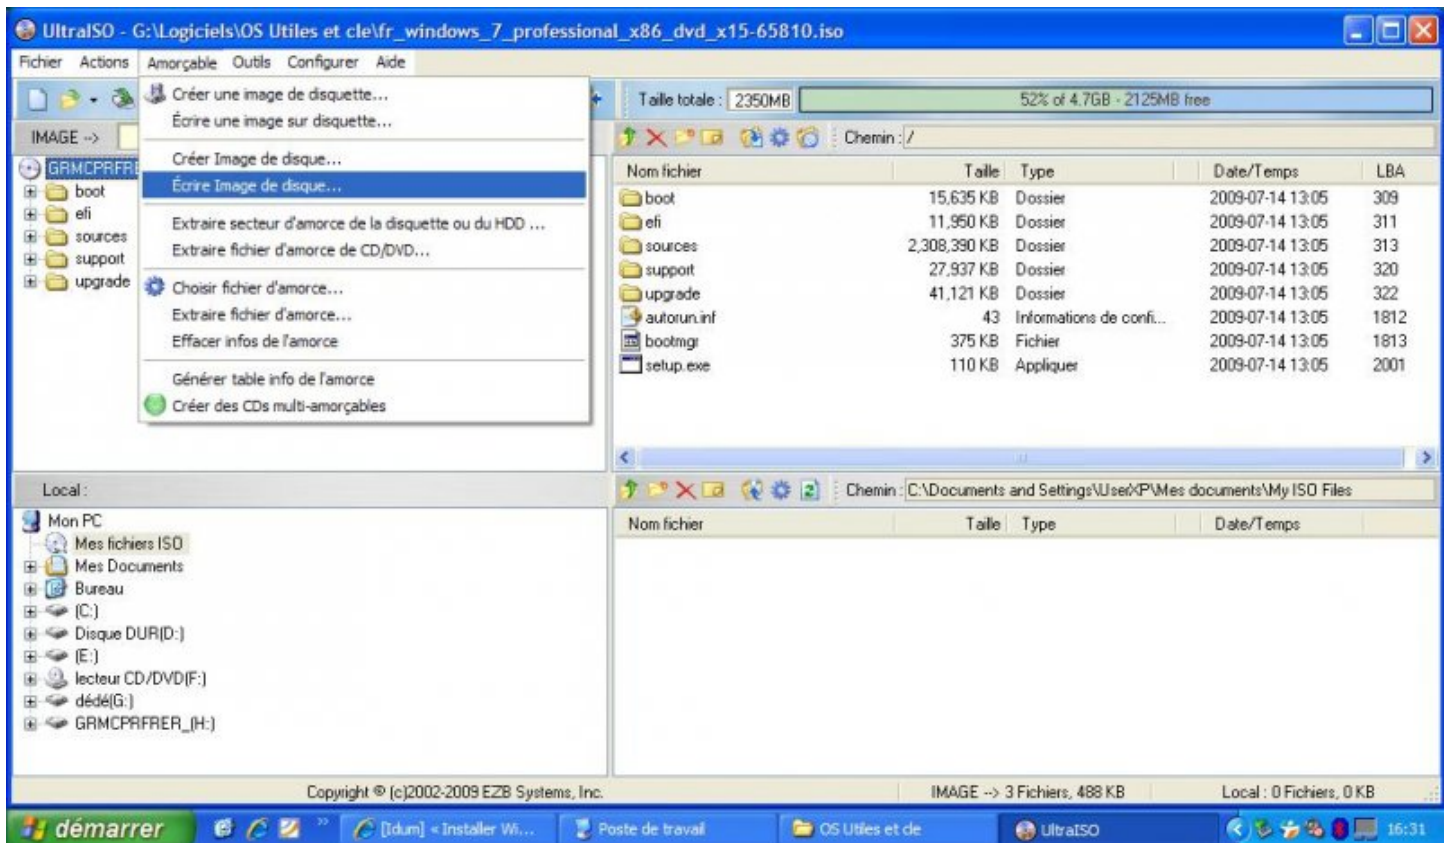 UltraISO - G:\Logiciels\OS Utiles et cle\fr_windows_7_professional_x86_dvd_x15-65810.iso
Fichier Actions Amorçable Outils Configurer Aide
Créer une image de disquette...
Écrire une image sur disquette...
Créer Image de disque...
Écrire Image de disque...
Extraire secteur d'amorce de la disquette ou du HDD ...
Extraire fichier d'amorce de CD/DVD...
Choisir fichier d'amorce...
Extraire fichier d'amorce...
Effacer infos de l'amorce
Générer table info de l'amorce
Créer des CDs multi-amorçables
Taille totale : 2350MB 52% of 4.7GB - 2125MB free
IMAGE -->
GRMCPRFRE
boot
efi
sources
support
upgrade
Chemin : /
Nom fichier Taille Type Date/Temps LBA
boot 15,635 KB Dossier 2009-07-14 13:05 309
efi 11,950 KB Dossier 2009-07-14 13:05 311
sources 2,308,390 KB Dossier 2009-07-14 13:05 313
support 27,937 KB Dossier 2009-07-14 13:05 320
upgrade 41,121 KB Dossier 2009-07-14 13:05 322
autorun.inf 43 Informations de confi... 2009-07-14 13:05 1812
bootmgr 375 KB Fichier 2009-07-14 13:05 1813
setup.exe 110 KB Appliquer 2009-07-14 13:05 2001
Local :
Mon PC
Mes fichiers ISO
Mes Documents
Bureau
(C:)
Disque DUR(D:)
(E:)
lecteur CD/DVD(F:)
dédé(G:)
GRMCPRFRER_(H:)
Chemin : C:\Documents and Settings\UserXP\Mes documents\My ISO Files
Nom fichier Taille Type Date/Temps
Copyright © (c)2002-2009 EZB Systems, Inc. IMAGE --> 3 Fichiers, 488 KB Local : 0 Fichiers, 0 KB
démarrer » [Idum] « Installer Wi... Poste de travail OS Utiles et cle UltraISO 16:31